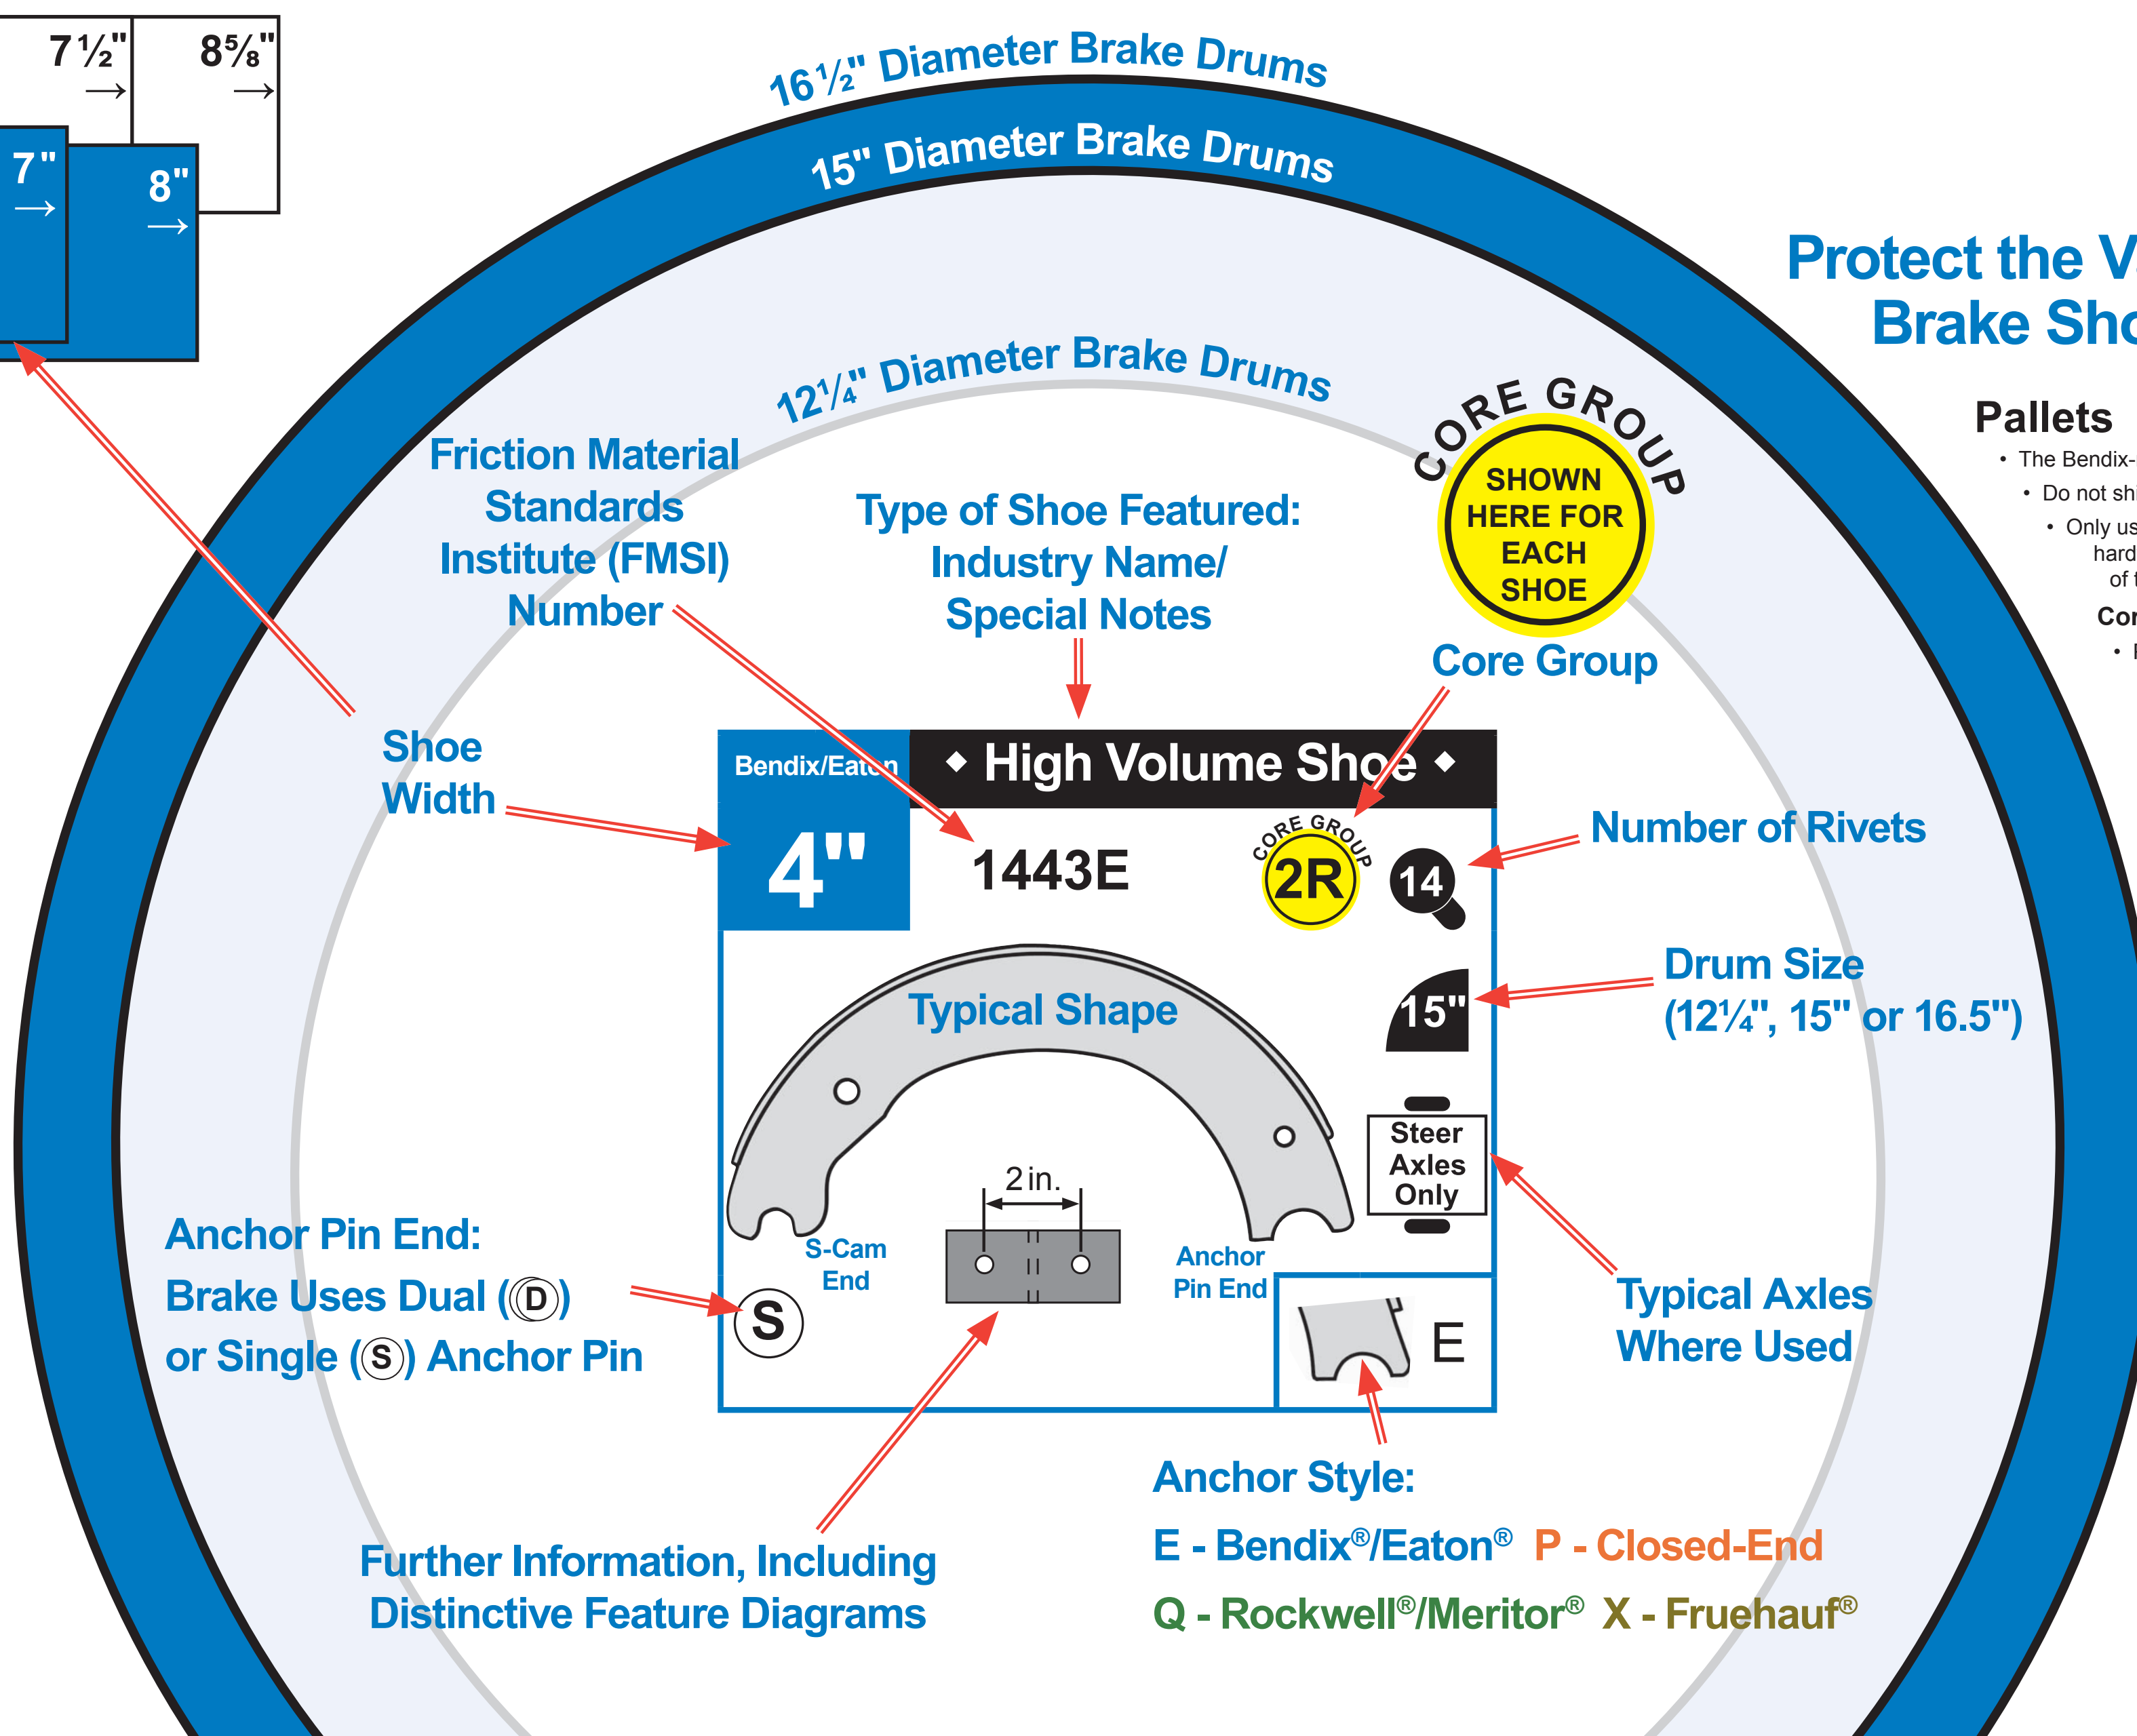 7½"
→
8⅝"
→
7"
→
8"
→
16½" Diameter Brake Drums
15" Diameter Brake Drums
12¼" Diameter Brake Drums
Protect the
Brake
Pallets
• The Bendix-
• Do not
• Only
hard
of
•
CORE GROUP
SHOWN
HERE FOR
EACH
SHOE
Core Group
Friction Material
Standards
Institute (FMSI)
Number
Type of Shoe Featured:
Industry Name/
Special Notes
Shoe
Width
Bendix/Eaton
◆ High Volume Shoe ◆
4"
1443E
CORE GROUP
2R
14
Number of Rivets
15"
Drum Size
(12¼", 15" or 16.5")
Typical Shape
Steer
Axles
Only
2 in.
S-Cam
End
Anchor
Pin End
S
E
Anchor Pin End:
Brake Uses Dual (D)
or Single (S) Anchor Pin
Typical Axles
Where Used
Further Information, Including
Distinctive Feature Diagrams
Anchor Style:
E - Bendix®/Eaton® P - Closed-End
Q - Rockwell®/Meritor® X - Fruehauf®